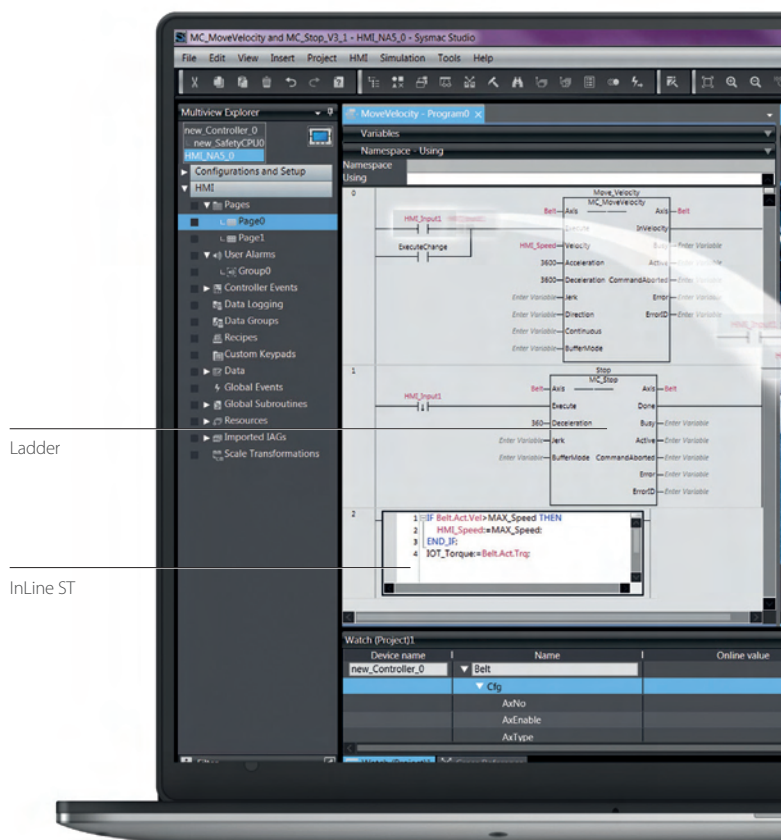 MC_MoveVelocity and MC_Stop_V3_1 - HMI_NA5_0 - Sysmac Studio
File Edit View Insert Project HMI Simulation Tools Help
Multiview Explorer
MoveVelocity - Program0
new_Controller_0
new_SafetyCPU0
HMI_NA5_0
Configurations and Setup
HMI
Pages
Page0
Page1
User Alarms
Group0
Controller Events
Data Logging
Data Groups
Recipes
Custom Keypads
Data
Global Events
Global Subroutines
Resources
Imported IAGs
Scale Transformations
Variables
Namespace - Using
Namespace
Using
0
Move_Velocity
MC_MoveVelocity
Belt Axis Axis Belt
HMI_Input1
Execute InVelocity
ExecuteChange
HMI_Speed Velocity Busy Enter Variable
3600 Acceleration Active Enter Variable
3600 Deceleration CommandAborted Enter Variable
Enter Variable Jerk Error Enter Variable
Enter Variable Direction ErrorID Enter Variable
Enter Variable Continuous
Enter Variable BufferMode
HMI_Input1
1
Stop
MC_Stop
Belt Axis Axis Belt
HMI_Input1
Execute Done
360 Deceleration Busy Enter Variable
Enter Variable Jerk Active Enter Variable
Enter Variable BufferMode CommandAborted Enter Variable
Error Enter Variable
ErrorID Enter Variable
2
1 IF Belt.Act.Vel>MAX_Speed THEN
2 HMI_Speed:=MAX_Speed;
3 END_IF;
4 IOT_Torque:=Belt.Act.Trq;
Ladder
InLine ST
Watch (Project)1
Device name Name Online value
new_Controller_0 Belt
Cfg
AxNo
AxEnable
AxType